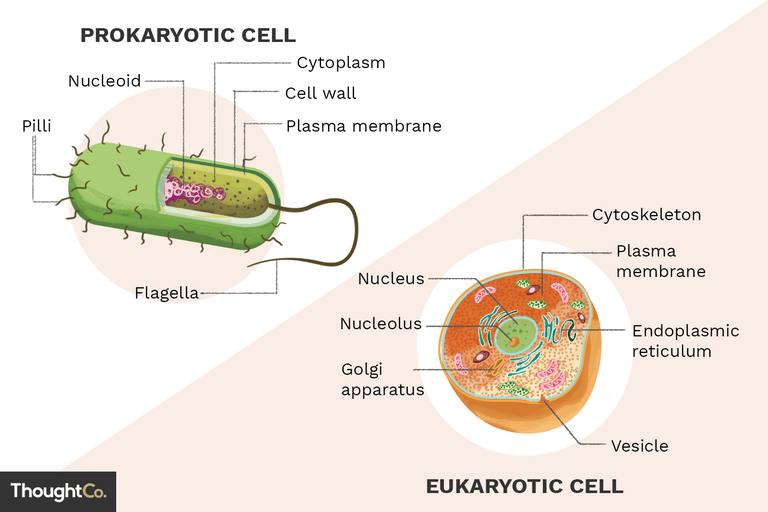 PROKARYOTIC CELL
Cytoplasm
Nucleoid
Cell wall
Pilli
Plasma membrane
Flagella
Cytoskeleton
Plasma
membrane
Nucleus
Nucleolus
Endoplasmic
reticulum
Golgi
apparatus
Vesicle
EUKARYOTIC CELL
ThoughtCo.